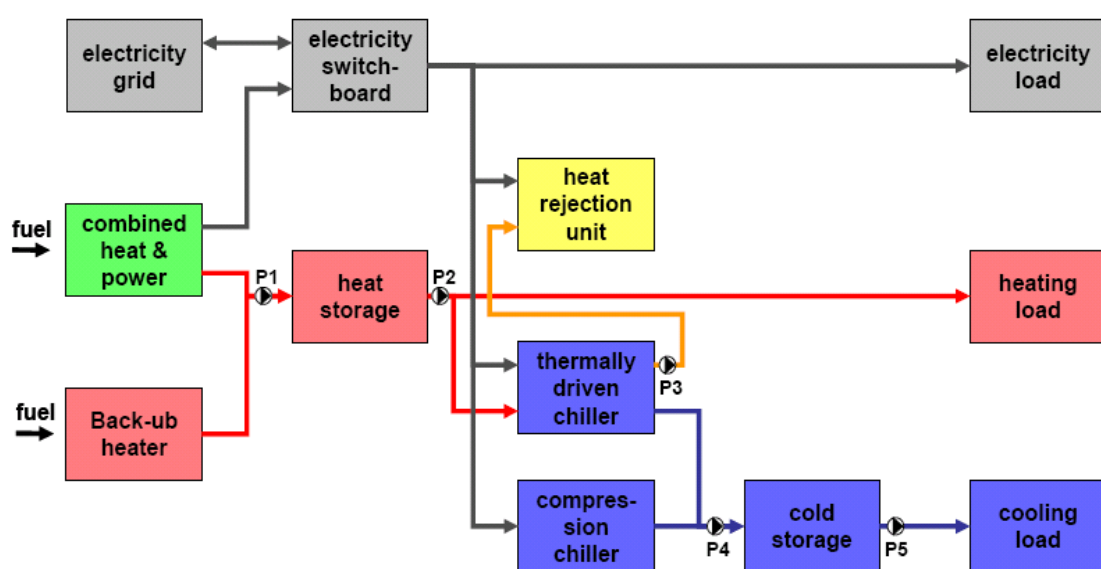 electricity
grid
electricity
switch-
board
electricity
load
heat
rejection
unit
fuel
combined
heat &
power
P1
heat
storage
P2
heating
load
thermally
driven
chiller
P3
fuel
Back-ub
heater
compres-
sion
chiller
P4
cold
storage
P5
cooling
load